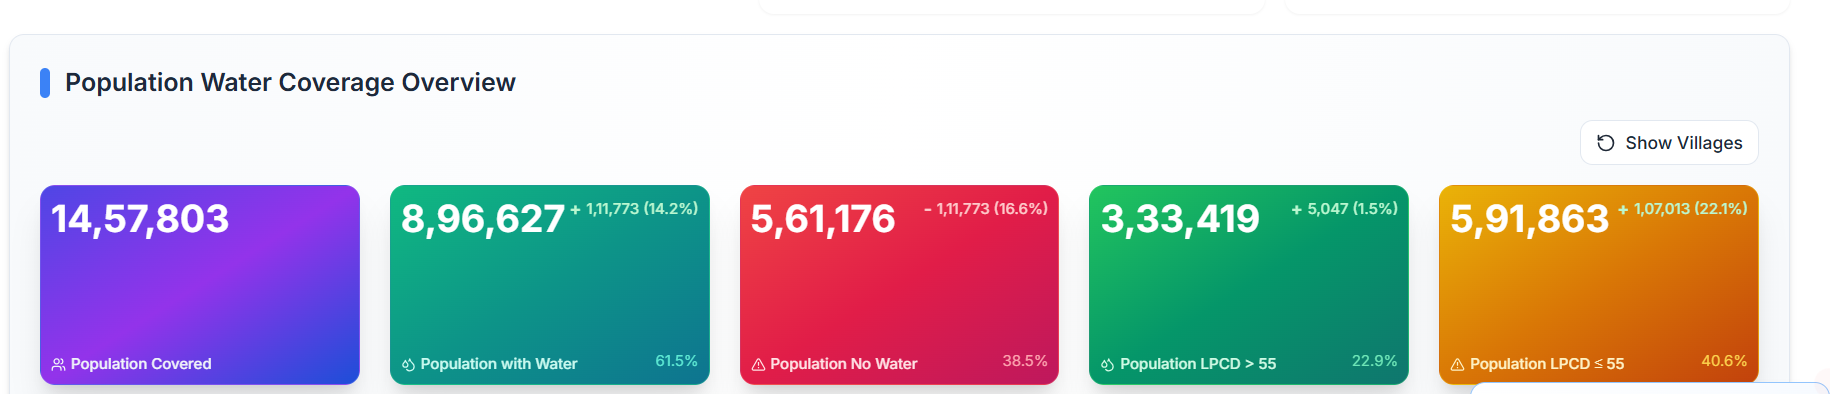 Population Water Coverage Overview
Show Villages
14,57,803
Population Covered
8,96,627 + 1,11,773 (14.2%)
Population with Water 61.5%
5,61,176 - 1,11,773 (16.6%)
Population No Water 38.5%
3,33,419 + 5,047 (1.5%)
Population LPCD > 55 22.9%
5,91,863 + 1,07,013 (22.1%)
Population LPCD ≤ 55 40.6%